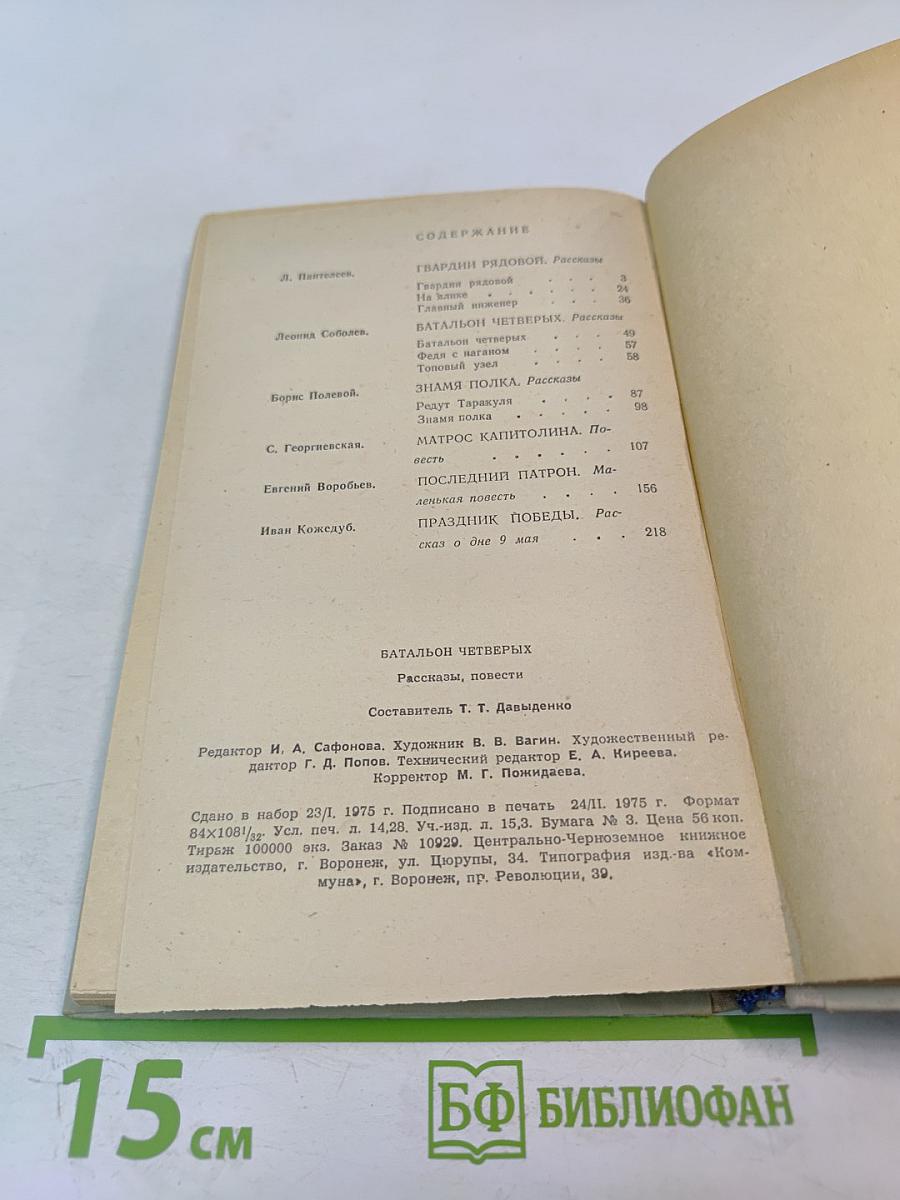 СОДЕРЖАНИЕ
Л. Пантелеев. ГВАРДИИ РЯДОВОЙ. Рассказы
Гвардии рядовой . . . 3
На ялике . . . . . . 24
Главный инженер . . . 36
Леонид Соболев. БАТАЛЬОН ЧЕТВЕРЫХ. Рассказы
Батальон четверых . . . 49
Федя с наганом . . . . 57
Топовый узел . . . . 58
Борис Полевой. ЗНАМЯ ПОЛКА. Рассказы
Редут Таракуля . . . . 87
Знамя полка . . . . . 98
С. Георгиевская. МАТРОС КАПИТОЛИНА. По-
весть . . . . . . 107
Евгений Воробьев. ПОСЛЕДНИЙ ПАТРОН. Ма-
ленькая повесть . . . . 156
Иван Кожедуб. ПРАЗДНИК ПОБЕДЫ. Рас-
сказ о дне 9 мая . . . 218
БАТАЛЬОН ЧЕТВЕРЫХ
Рассказы, повести
Составитель Т. Т. Давыденко
Редактор И. А. Сафонова. Художник В. В. Вагин. Художественный ре-
дактор Г. Д. Попов. Технический редактор Е. А. Киреева.
Корректор М. Г. Пожидаева.
Сдано в набор 23/I. 1975 г. Подписано в печать 24/II. 1975 г. Формат
84×108¹/₃₂. Усл. печ. л. 14,28. Уч.-изд. л. 15,3. Бумага № 3. Цена 56 коп.
Тираж 100000 экз. Заказ № 10929. Центрально-Черноземное книжное
издательство, г. Воронеж, ул. Цюрупы, 34. Типография изд.-ва «Ком-
муна», г. Воронеж, пр. Революции, 39.
15 см
БФ БИБЛИОФАН